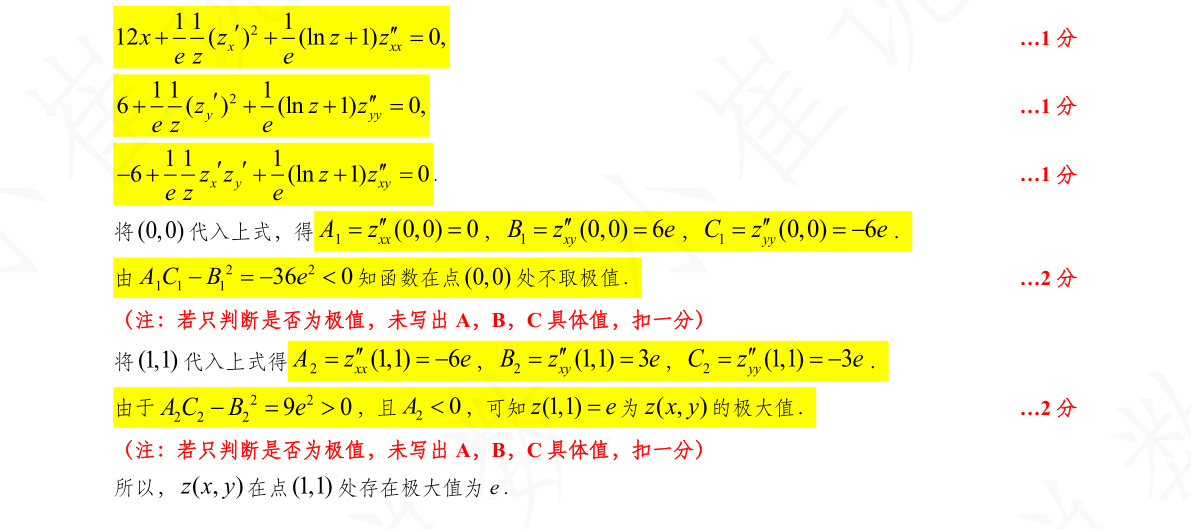 12x + \frac{1}{e}\frac{1}{z}(z_x')^2 + \frac{1}{e}(\ln z + 1)z_{xx}'' = 0, …1 分
6 + \frac{1}{e}\frac{1}{z}(z_y')^2 + \frac{1}{e}(\ln z + 1)z_{yy}'' = 0, …1 分
-6 + \frac{1}{e}\frac{1}{z}z_x'z_y' + \frac{1}{e}(\ln z + 1)z_{xy}'' = 0 . …1 分
将(0,0)代入上式，得 A_1 = z_{xx}''(0,0) = 0，B_1 = z_{xy}''(0,0) = 6e，C_1 = z_{yy}''(0,0) = -6e．
由 A_1C_1 - B_1^2 = -36e^2 < 0 知函数在点(0,0)处不取极值． …2 分
（注：若只判断是否为极值，未写出 A，B，C 具体值，扣一分）
将(1,1)代入上式得 A_2 = z_{xx}''(1,1) = -6e，B_2 = z_{xy}''(1,1) = 3e，C_2 = z_{yy}''(1,1) = -3e．
由于 A_2C_2 - B_2^2 = 9e^2 > 0，且 A_2 < 0，可知 z(1,1) = e 为 z(x,y) 的极大值． …2 分
（注：若只判断是否为极值，未写出 A，B，C 具体值，扣一分）
所以，z(x,y)在点(1,1)处存在极大值为 e．